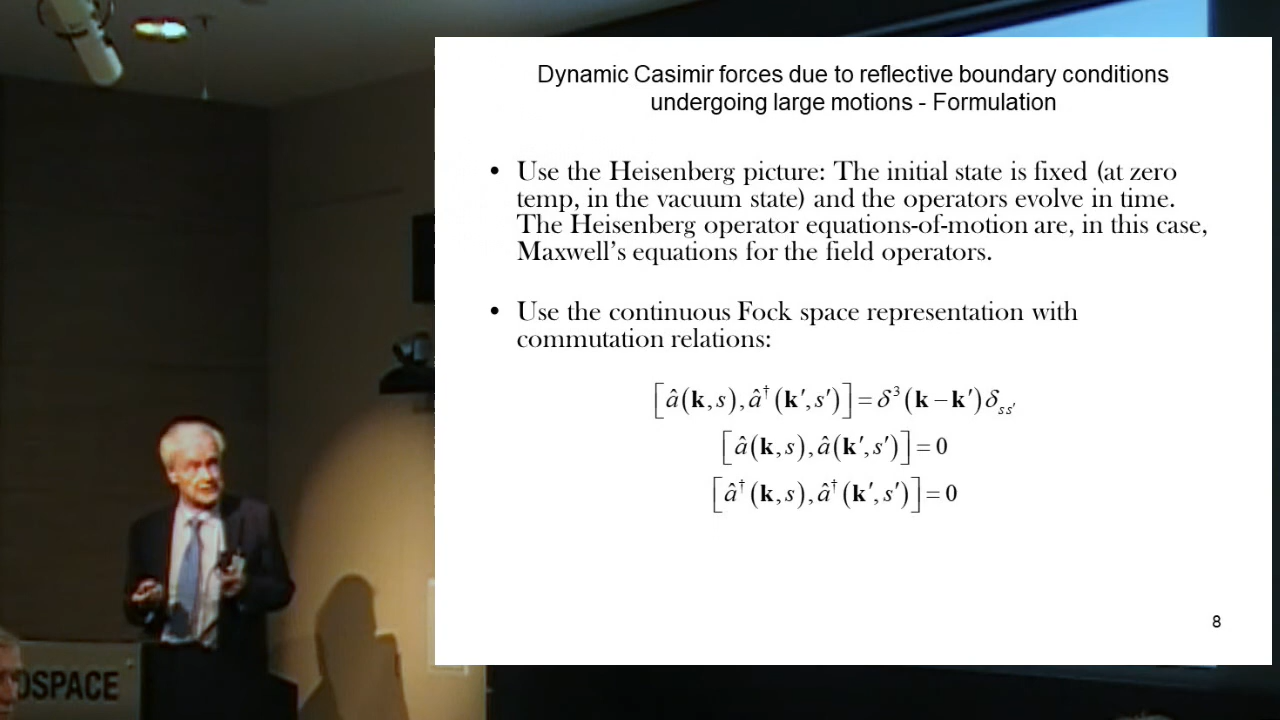 Dynamic Casimir forces due to reflective boundary conditions
undergoing large motions - Formulation
• Use the Heisenberg picture: The initial state is fixed (at zero
temp, in the vacuum state) and the operators evolve in time.
The Heisenberg operator equations-of-motion are, in this case,
Maxwell's equations for the field operators.
• Use the continuous Fock space representation with
commutation relations:
[â(k,s),â†(k′,s′)]=δ³(k−k′)δss′
[â(k,s),â(k′,s′)]=0
[â†(k,s),â†(k′,s′)]=0
8
OSPACE